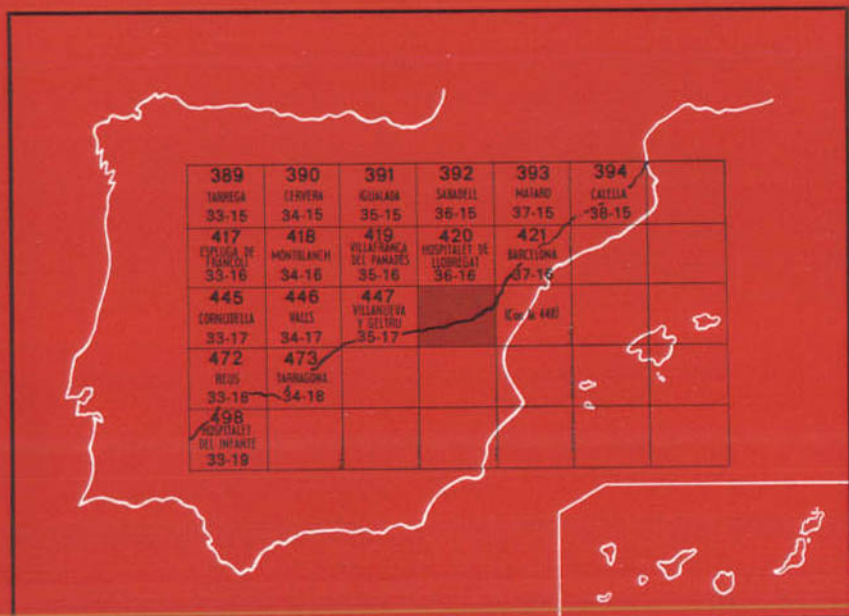 389 390 391 392 393 394
TARREGA CERVERA IGUALADA SABADELL MATARO CALELLA
33-15 34-15 35-15 36-15 37-15 38-15
417 418 419 420 421
ESPLUGA DE FRANCOLI MONTBLANCH VILLAFRANCA DEL PANADES HOSPITALET DE LLOBREGAT BARCELONA
33-16 34-16 35-16 36-16 37-16
445 446 447
CORNUDELLA VALLS VILLANUEVA Y GELTRU
33-17 34-17 35-17
472 473
REUS TARRAGONA
33-18 34-18
498
HOSPITALET
DEL INFANTE
33-19